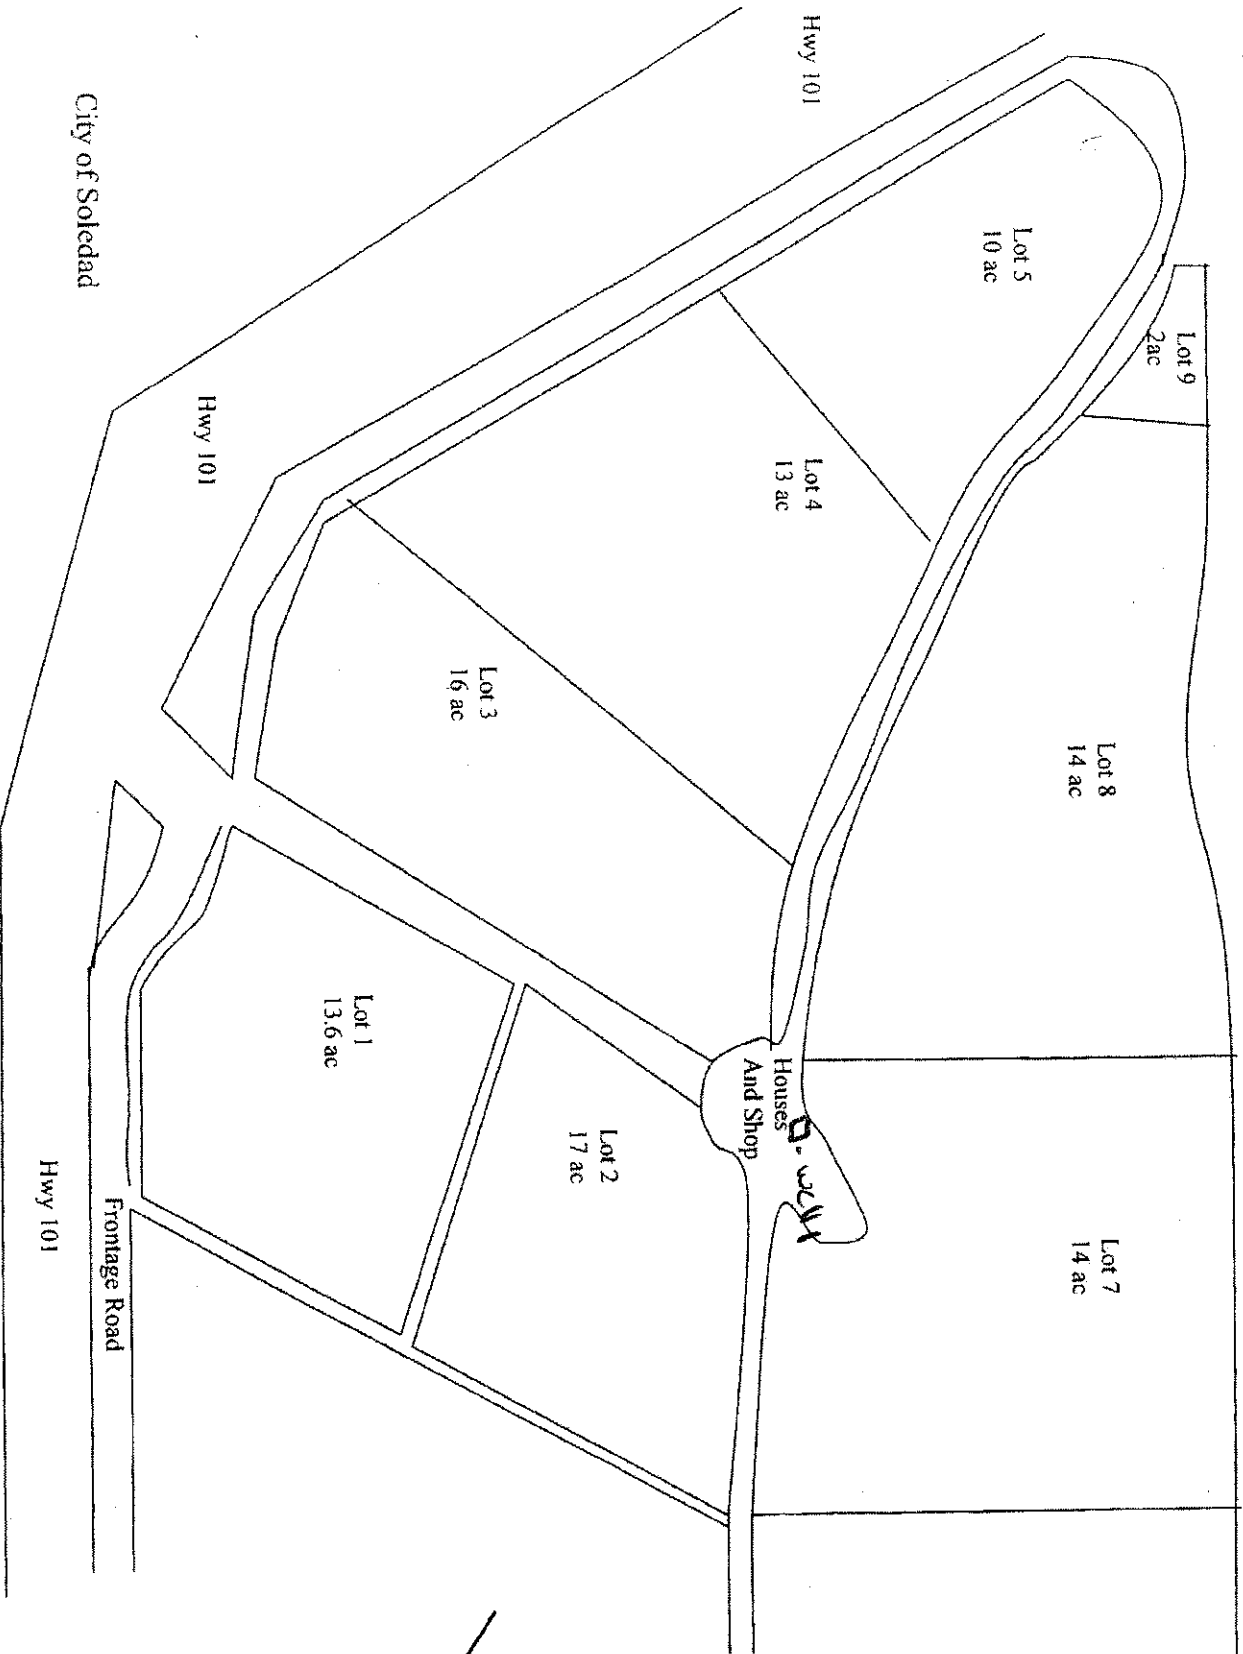 Lot 9
2ac
Lot 8
14 ac
Lot 7
14 ac
Lot 5
10 ac
Hwy 101
Lot 4
13 ac
- well
Houses
And Shop
Lot 2
17 ac
Lot 3
16 ac
Lot 1
13.6 ac
Hwy 101
City of Soledad
Frontage Road
Hwy 101